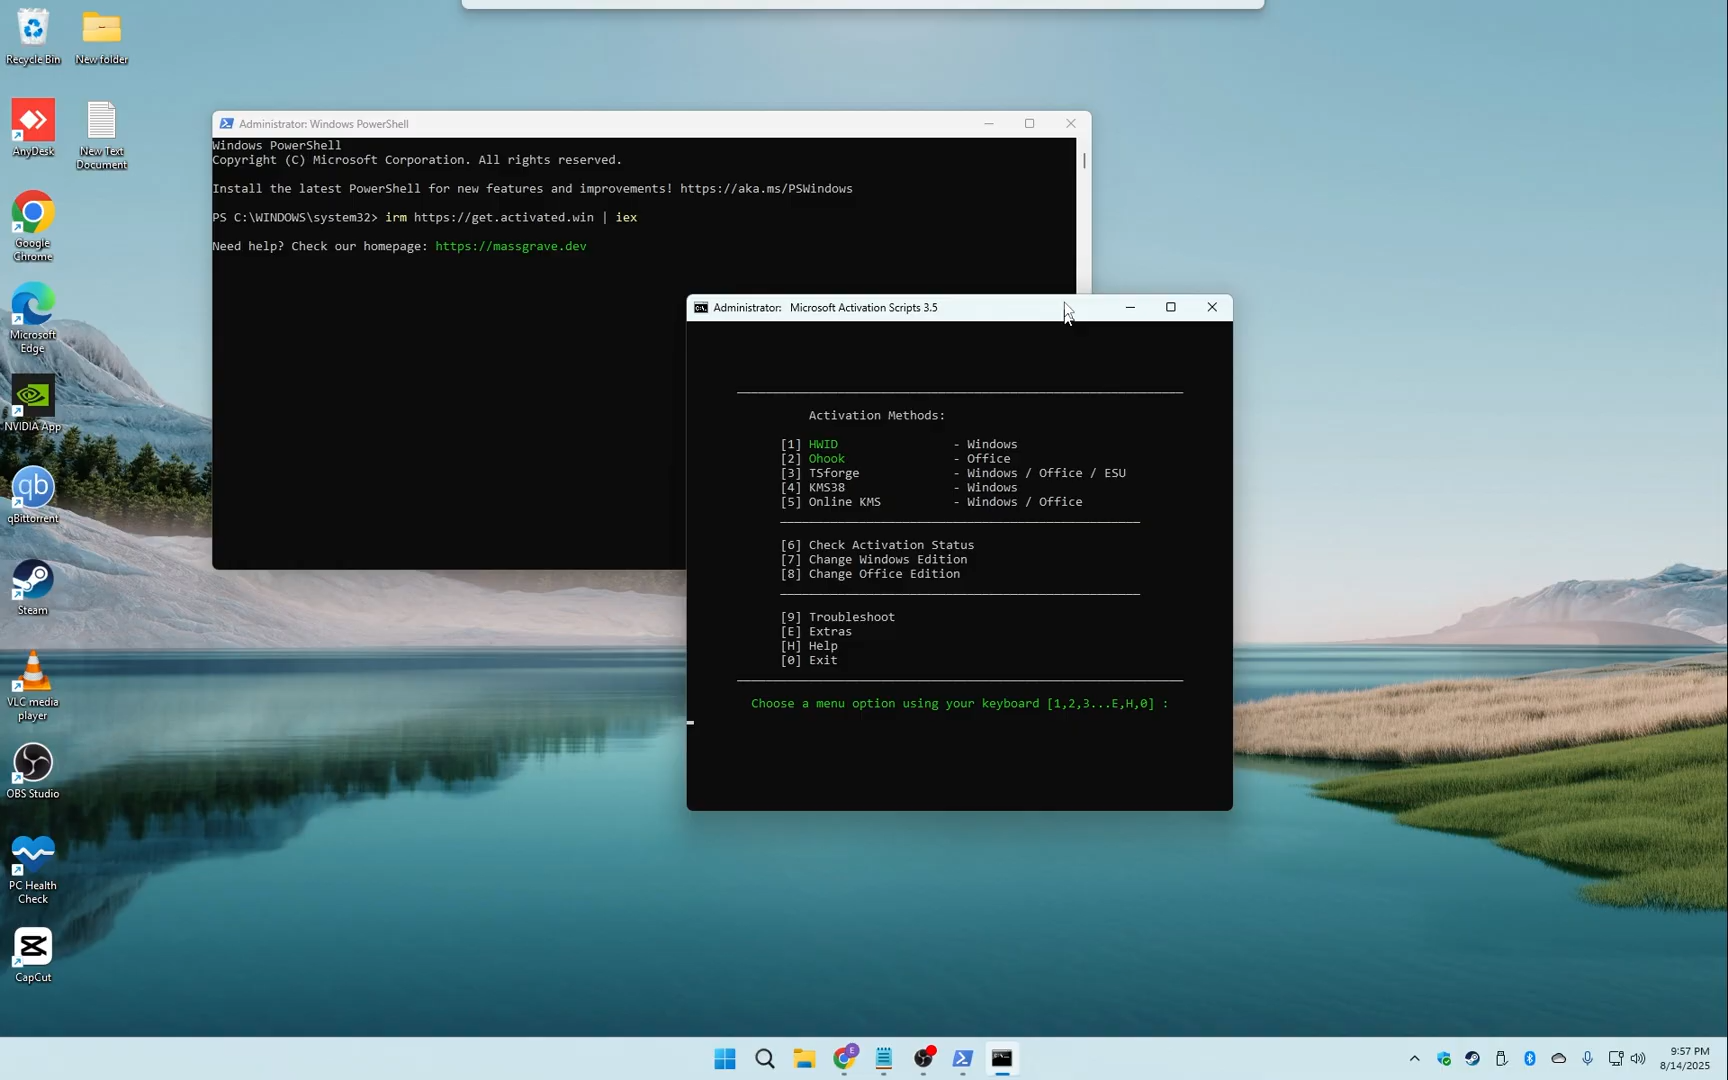 Recycle Bin
New folder
AnyDesk
New Text
Document
Google
Chrome
Microsoft
Edge
NVIDIA App
qb
qBittorrent
Steam
VLC media
player
OBS Studio
PC Health
Check
CapCut
Administrator: Windows PowerShell
Windows PowerShell
Copyright (C) Microsoft Corporation. All rights reserved.
Install the latest PowerShell for new features and improvements! https://aka.ms/PSWindows
PS C:\WINDOWS\system32> irm https://get.activated.win | iex
Need help? Check our homepage: https://massgrave.dev
Administrator:  Microsoft Activation Scripts 3.5
Activation Methods:
[1] HWID - Windows
[2] Ohook - Office
[3] TSforge - Windows / Office / ESU
[4] KMS38 - Windows
[5] Online KMS - Windows / Office
[6] Check Activation Status
[7] Change Windows Edition
[8] Change Office Edition
[9] Troubleshoot
[E] Extras
[H] Help
[0] Exit
Choose a menu option using your keyboard [1,2,3...E,H,0] :
E
9:57 PM
8/14/2025